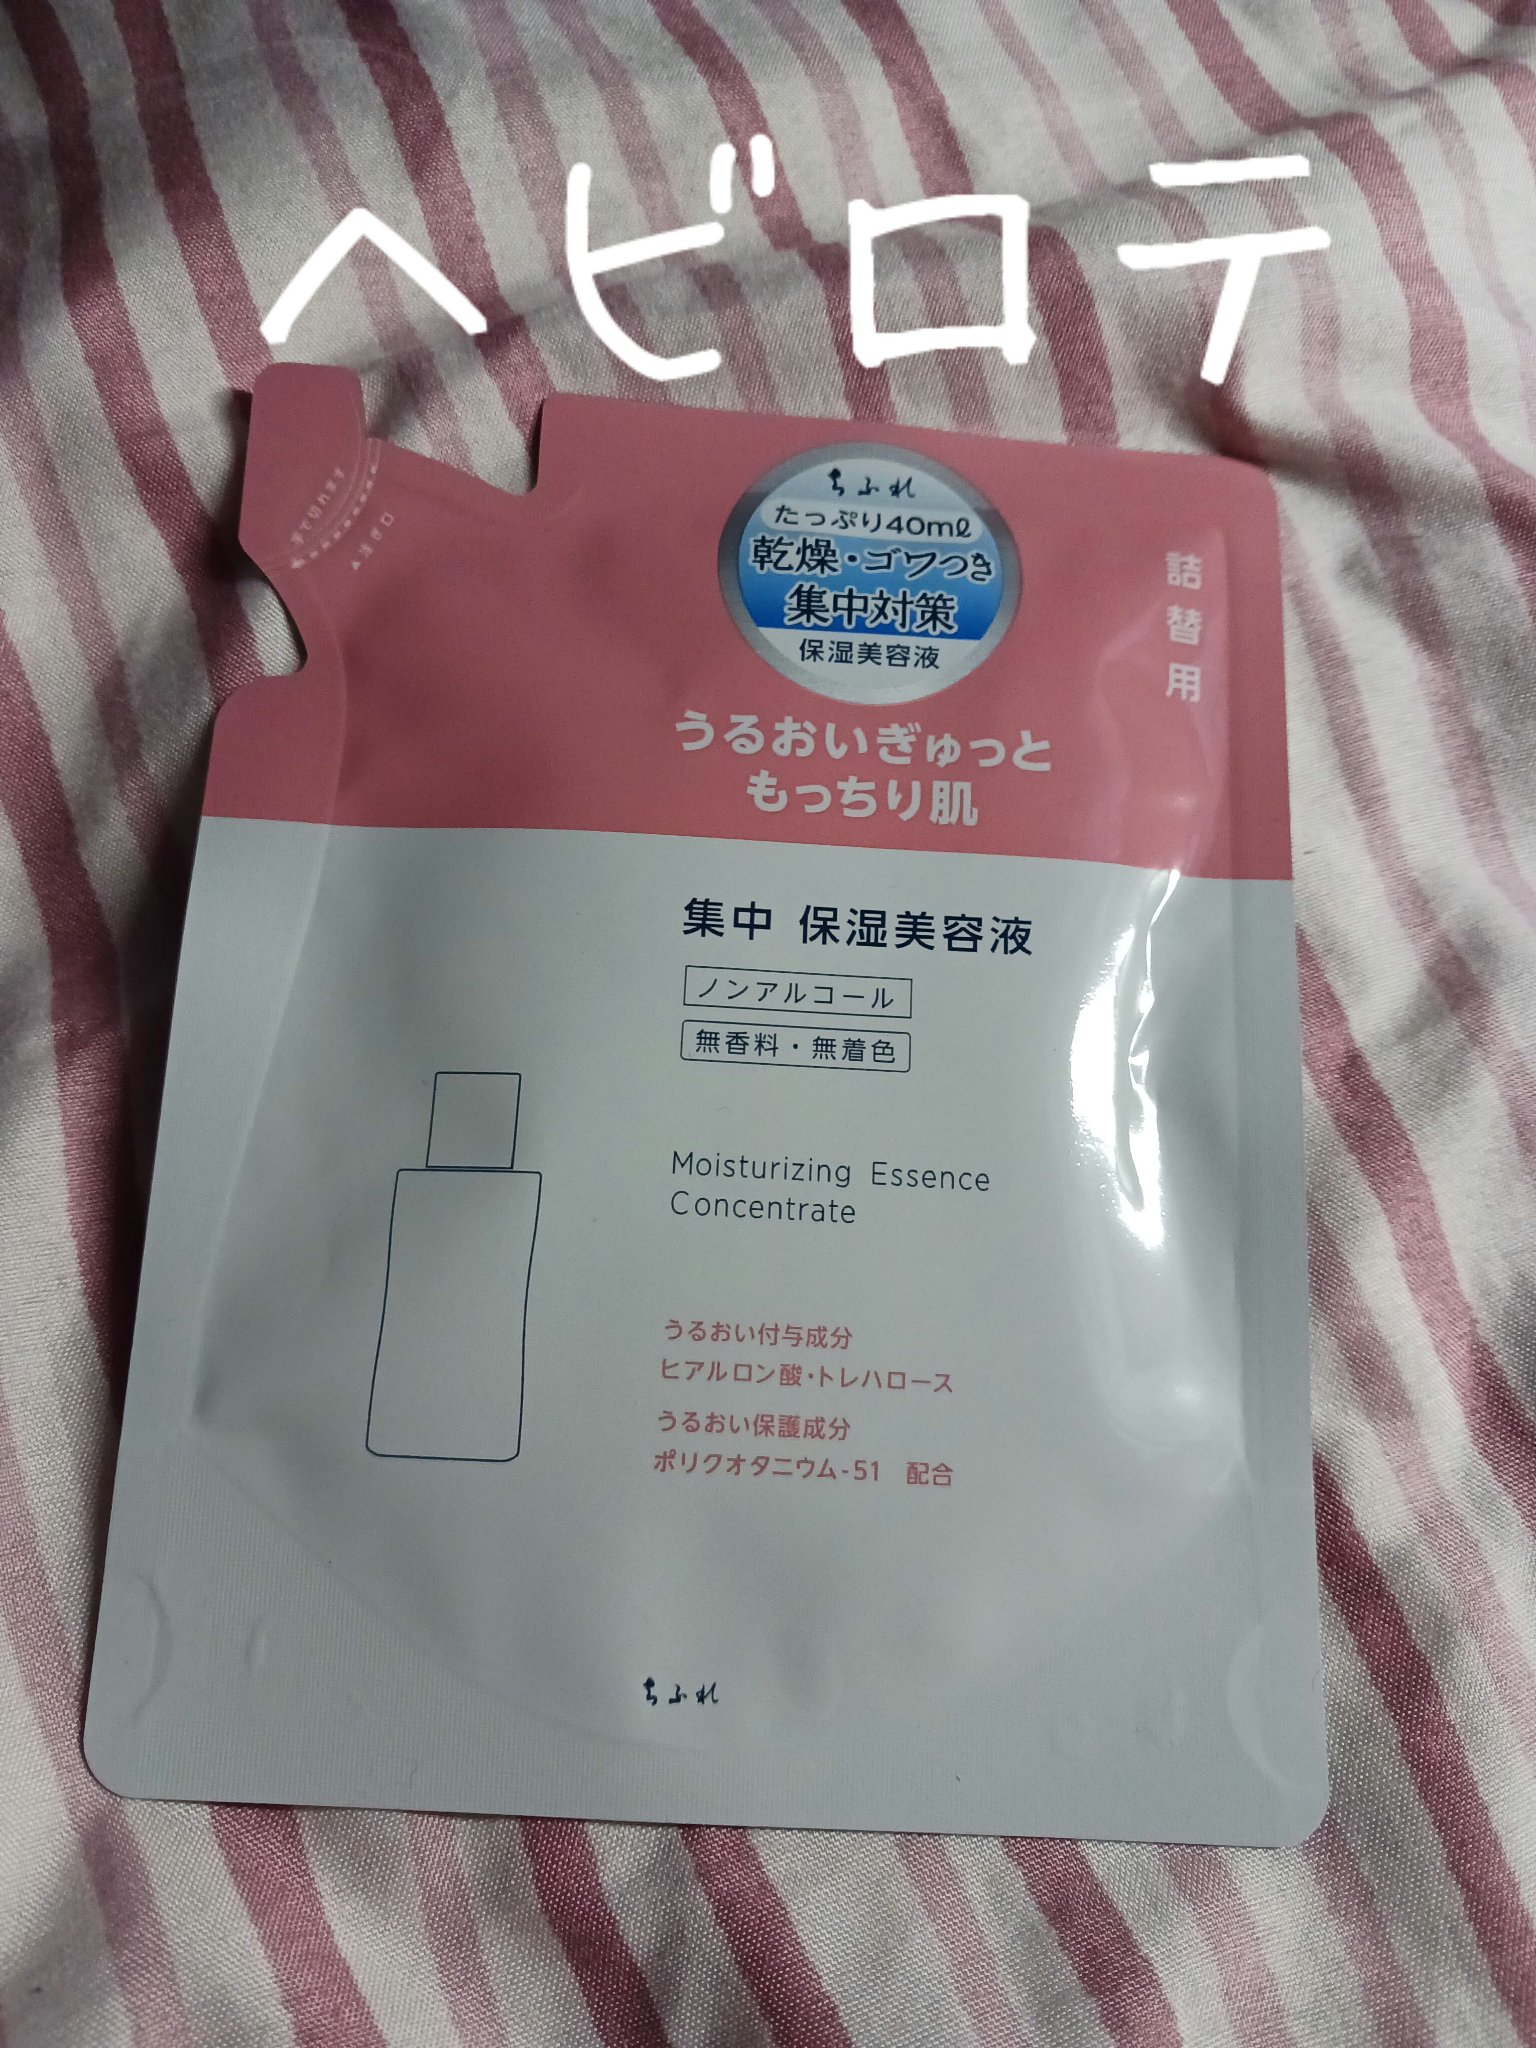 ヘビロテ
ちふれ
たっぷり40mℓ
乾燥・ゴワつき
集中対策
保湿美容液
詰替用
うるおいぎゅっと
もっちり肌
集中 保湿美容液
ノンアルコール
無香料・無着色
Moisturizing Essence
Concentrate
うるおい付与成分
ヒアルロン酸・トレハロース
うるおい保護成分
ポリクオタニウム-51 配合
ちふれ